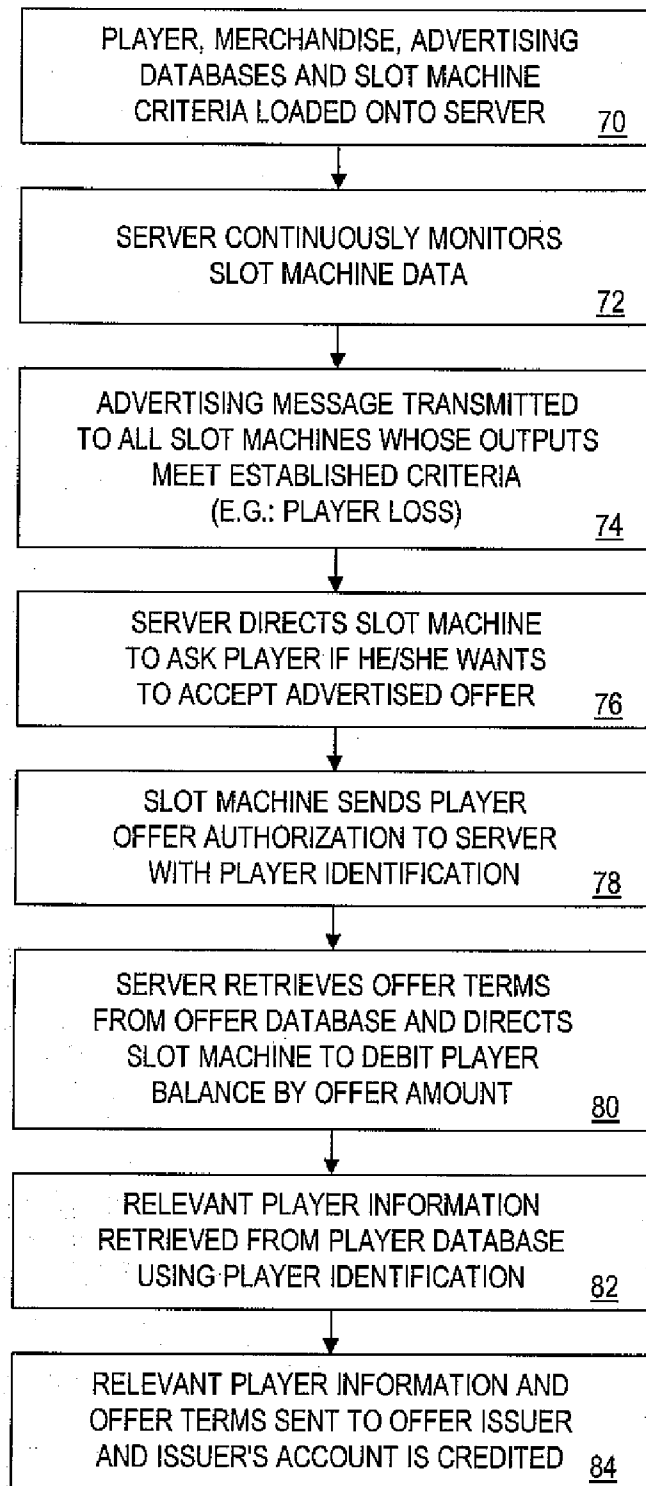 PLAYER, MERCHANDISE, ADVERTISING
DATABASES AND SLOT MACHINE
CRITERIA LOADED ONTO SERVER
70
SERVER CONTINUOUSLY MONITORS
SLOT MACHINE DATA
72
ADVERTISING MESSAGE TRANSMITTED
TO ALL SLOT MACHINES WHOSE OUTPUTS
MEET ESTABLISHED CRITERIA
(E.G.: PLAYER LOSS)
74
SERVER DIRECTS SLOT MACHINE
TO ASK PLAYER IF HE/SHE WANTS
TO ACCEPT ADVERTISED OFFER
76
SLOT MACHINE SENDS PLAYER
OFFER AUTHORIZATION TO SERVER
WITH PLAYER IDENTIFICATION
78
SERVER RETRIEVES OFFER TERMS
FROM OFFER DATABASE AND DIRECTS
SLOT MACHINE TO DEBIT PLAYER
BALANCE BY OFFER AMOUNT
80
RELEVANT PLAYER INFORMATION
RETRIEVED FROM PLAYER DATABASE
USING PLAYER IDENTIFICATION
82
RELEVANT PLAYER INFORMATION AND
OFFER TERMS SENT TO OFFER ISSUER
AND ISSUER'S ACCOUNT IS CREDITED
84